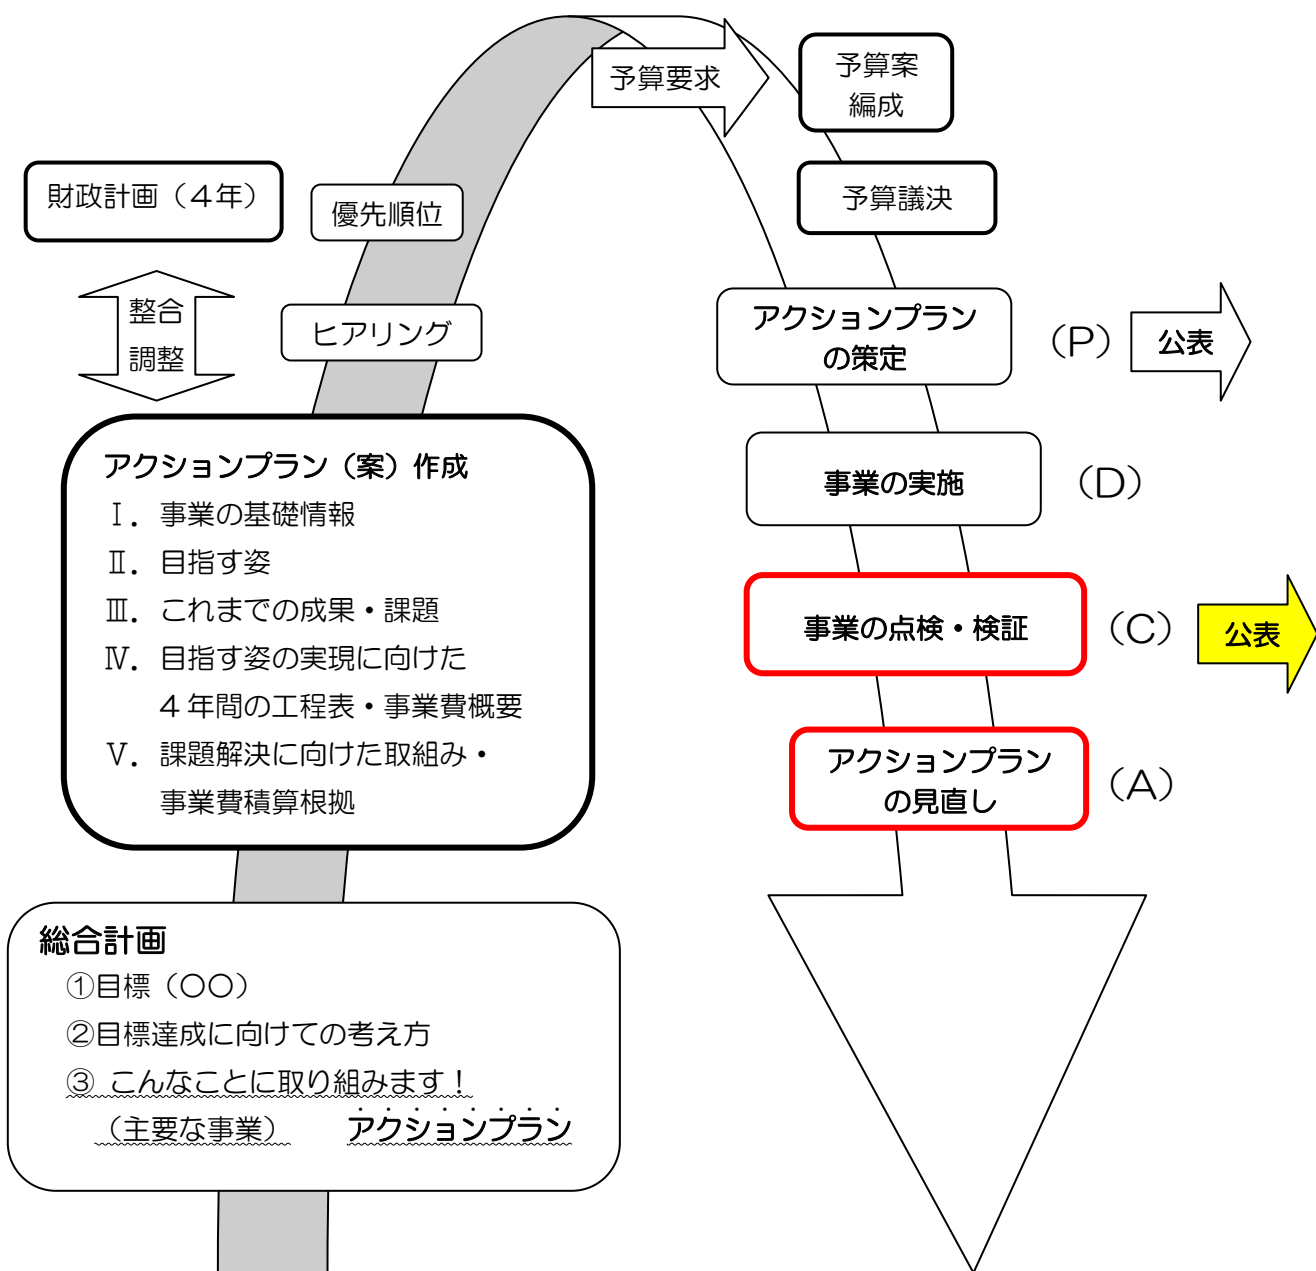 予算要求
予算案
編成
財政計画（４年）
優先順位
予算議決
整合
調整
ヒアリング
アクションプラン
の策定
（P）
公表
アクションプラン（案）作成
Ⅰ．事業の基礎情報
Ⅱ．目指す姿
Ⅲ．これまでの成果・課題
Ⅳ．目指す姿の実現に向けた
４年間の工程表・事業費概要
Ⅴ．課題解決に向けた取組み・
事業費積算根拠
事業の実施
（D）
事業の点検・検証
（C）
公表
アクションプラン
の見直し
（A）
総合計画
①目標（〇〇）
②目標達成に向けての考え方
③ こんなことに取り組みます！
（主要な事業）　アクションプラン